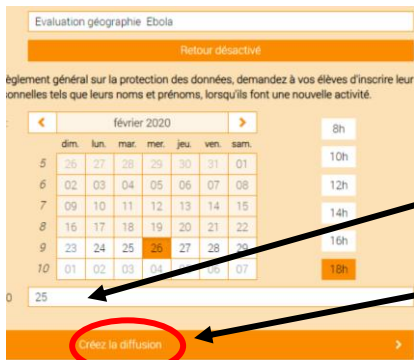 Evaluation géographie Ebola
Retour désactivé
èglement général sur la protection des données, demandez à vos élèves d'inscrire leur
onnelles tels que leurs noms et prénoms, lorsqu'ils font une nouvelle activité.
< février 2020 >
dim. lun. mar. mer. jeu. ven. sam.
5 26 27 28 29 30 31 01
6 02 03 04 05 06 07 08
7 09 10 11 12 13 14 15
8 16 17 18 19 20 21 22
9 23 24 25 26 27 28 29
10 01 02 03 04 05 06 07
8h
10h
12h
14h
16h
18h
0 25
Créez la diffusion >